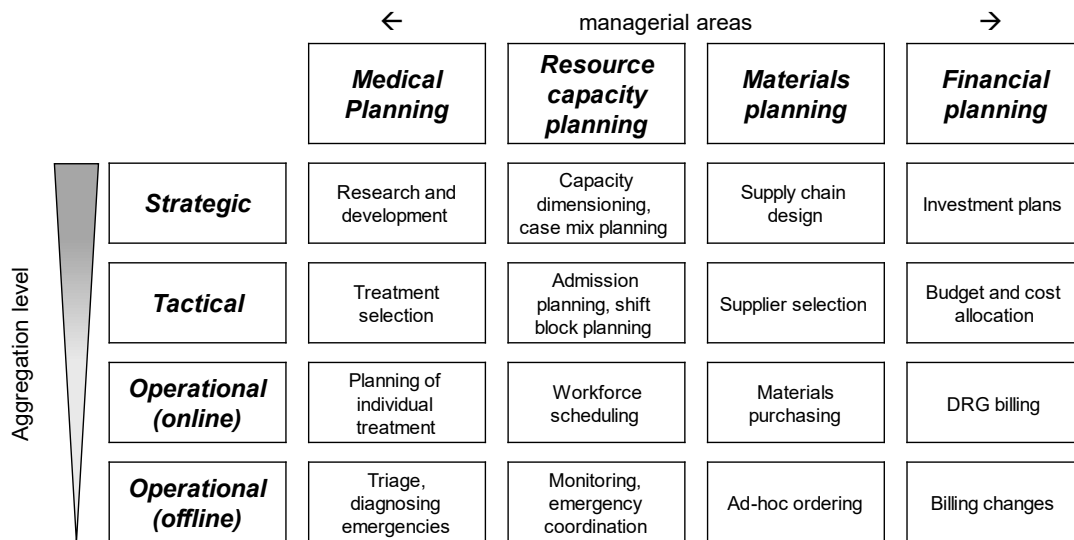 ← managerial areas →
Medical
Planning
Resource
capacity
planning
Materials
planning
Financial
planning
Aggregation level
Strategic
Research and
development
Capacity
dimensioning,
case mix planning
Supply chain
design
Investment plans
Tactical
Treatment
selection
Admission
planning, shift
block planning
Supplier selection
Budget and cost
allocation
Operational
(online)
Planning of
individual
treatment
Workforce
scheduling
Materials
purchasing
DRG billing
Operational
(offline)
Triage,
diagnosing
emergencies
Monitoring,
emergency
coordination
Ad-hoc ordering
Billing changes